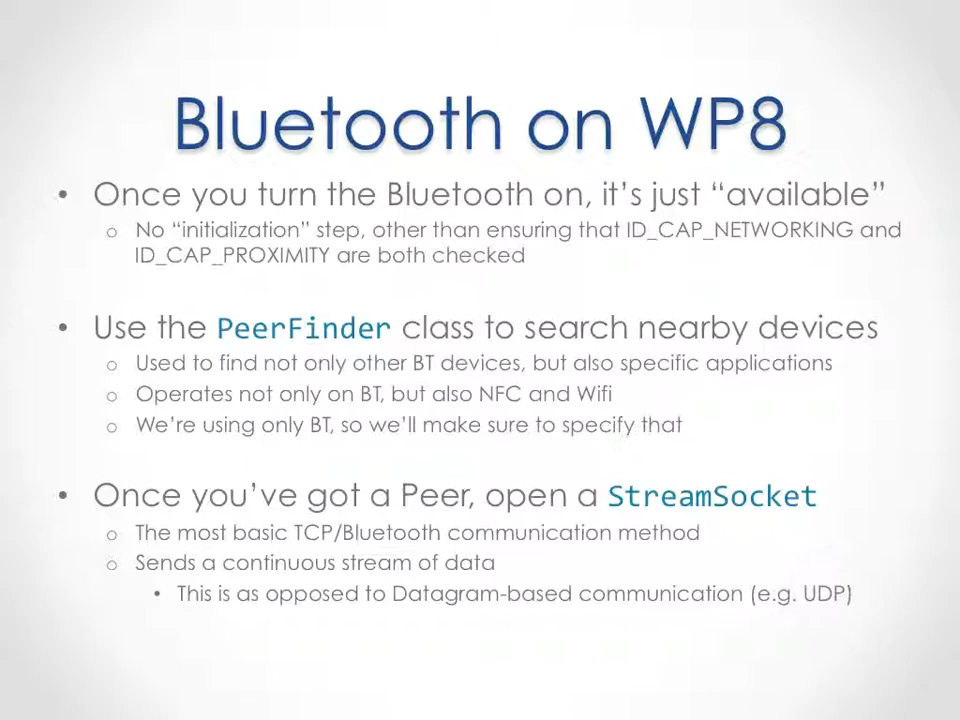 Bluetooth on WP8
• Once you turn the Bluetooth on, it's just “available”
o No “initialization” step, other than ensuring that ID_CAP_NETWORKING and
ID_CAP_PROXIMITY are both checked
• Use the PeerFinder class to search nearby devices
o Used to find not only other BT devices, but also specific applications
o Operates not only on BT, but also NFC and Wifi
o We're using only BT, so we'll make sure to specify that
• Once you've got a Peer, open a StreamSocket
o The most basic TCP/Bluetooth communication method
o Sends a continuous stream of data
• This is as opposed to Datagram-based communication (e.g. UDP)